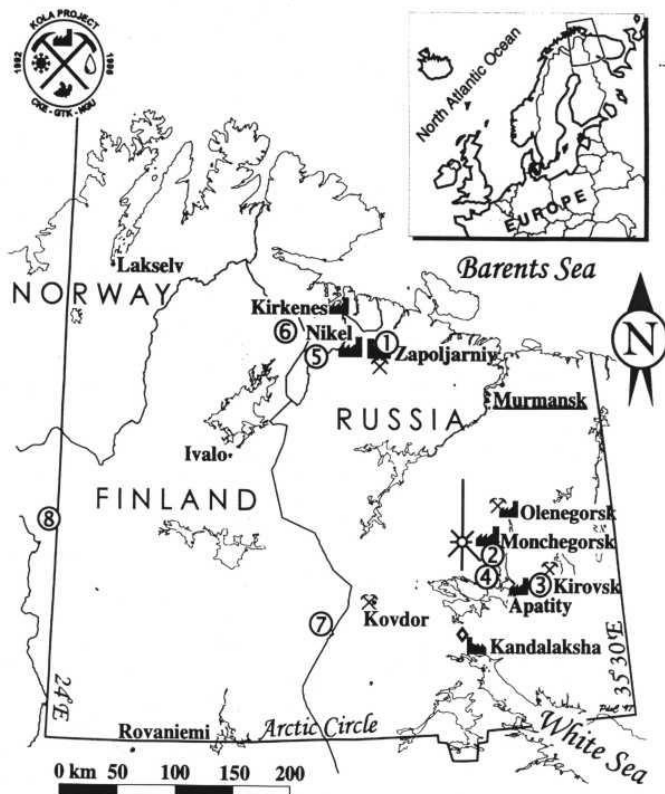 KOLA PROJECT
1992
1998
CKE - GTK - NGU
North Atlantic Ocean
EUROPE
Barents Sea
Lakselv
NORWAY
Kirkenes
⑥
Nikel
①
⑤
Zapoljarniy
N
RUSSIA
Murmansk
Ivalo
FINLAND
⑧
Olenegorsk
Monchegorsk
②
④
③
Kirovsk
Apatity
Kovdor
⑦
Kandalaksha
24°E
35°30'E
Rovaniemi
Arctic Circle
White Sea
0 km 50 100 150 200